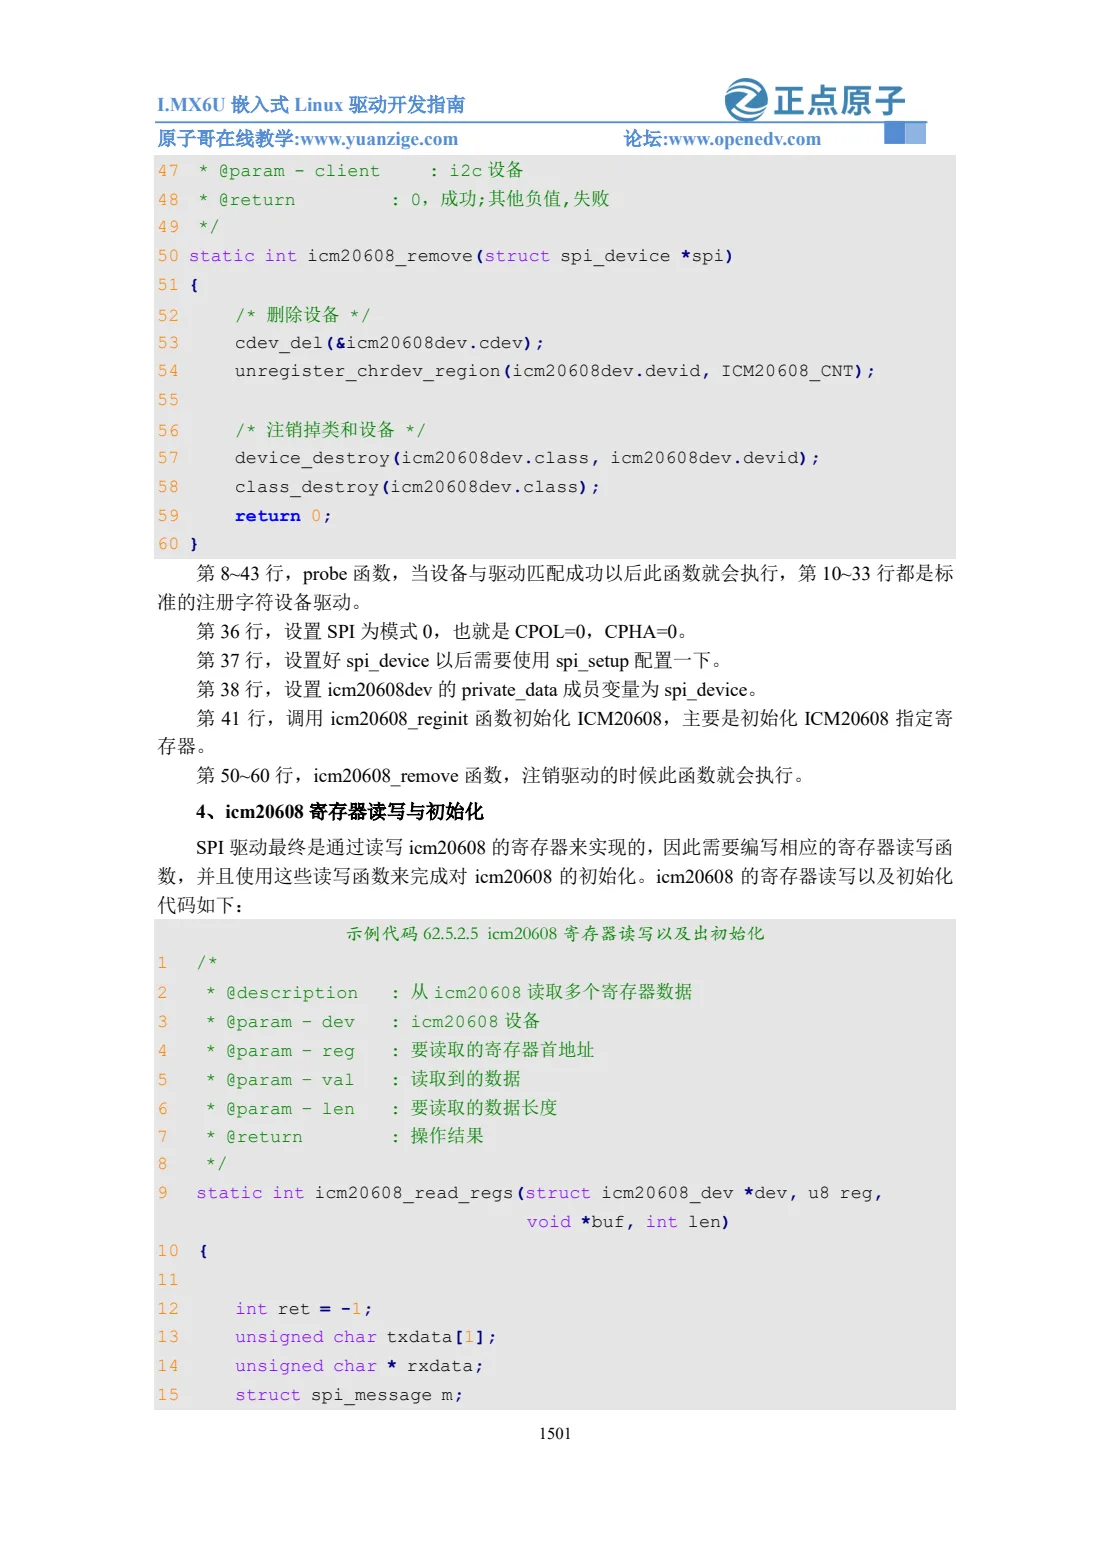 I.MX6U 嵌入式 Linux 驱动开发指南
正点原子
原子哥在线教学:www.yuanzige.com 论坛:www.openedv.com
47 * @param - client : i2c 设备
48 * @return : 0，成功;其他负值,失败
49 */
50 static int icm20608_remove(struct spi_device *spi)
51 {
52 /* 删除设备 */
53 cdev_del(&icm20608dev.cdev);
54 unregister_chrdev_region(icm20608dev.devid, ICM20608_CNT);
55
56 /* 注销掉类和设备 */
57 device_destroy(icm20608dev.class, icm20608dev.devid);
58 class_destroy(icm20608dev.class);
59 return 0;
60 }
第 8~43 行，probe 函数，当设备与驱动匹配成功以后此函数就会执行，第 10~33 行都是标
准的注册字符设备驱动。
第 36 行，设置 SPI 为模式 0，也就是 CPOL=0，CPHA=0。
第 37 行，设置好 spi_device 以后需要使用 spi_setup 配置一下。
第 38 行，设置 icm20608dev 的 private_data 成员变量为 spi_device。
第 41 行，调用 icm20608_reginit 函数初始化 ICM20608，主要是初始化 ICM20608 指定寄
存器。
第 50~60 行，icm20608_remove 函数，注销驱动的时候此函数就会执行。
4、icm20608 寄存器读写与初始化
SPI 驱动最终是通过读写 icm20608 的寄存器来实现的，因此需要编写相应的寄存器读写函
数，并且使用这些读写函数来完成对 icm20608 的初始化。icm20608 的寄存器读写以及初始化
代码如下：
示例代码 62.5.2.5 icm20608 寄存器读写以及出初始化
1 /*
2 * @description : 从 icm20608 读取多个寄存器数据
3 * @param – dev : icm20608 设备
4 * @param – reg : 要读取的寄存器首地址
5 * @param – val : 读取到的数据
6 * @param – len : 要读取的数据长度
7 * @return : 操作结果
8 */
9 static int icm20608_read_regs(struct icm20608_dev *dev, u8 reg,
void *buf, int len)
10 {
11
12 int ret = -1;
13 unsigned char txdata[1];
14 unsigned char * rxdata;
15 struct spi_message m;
1501